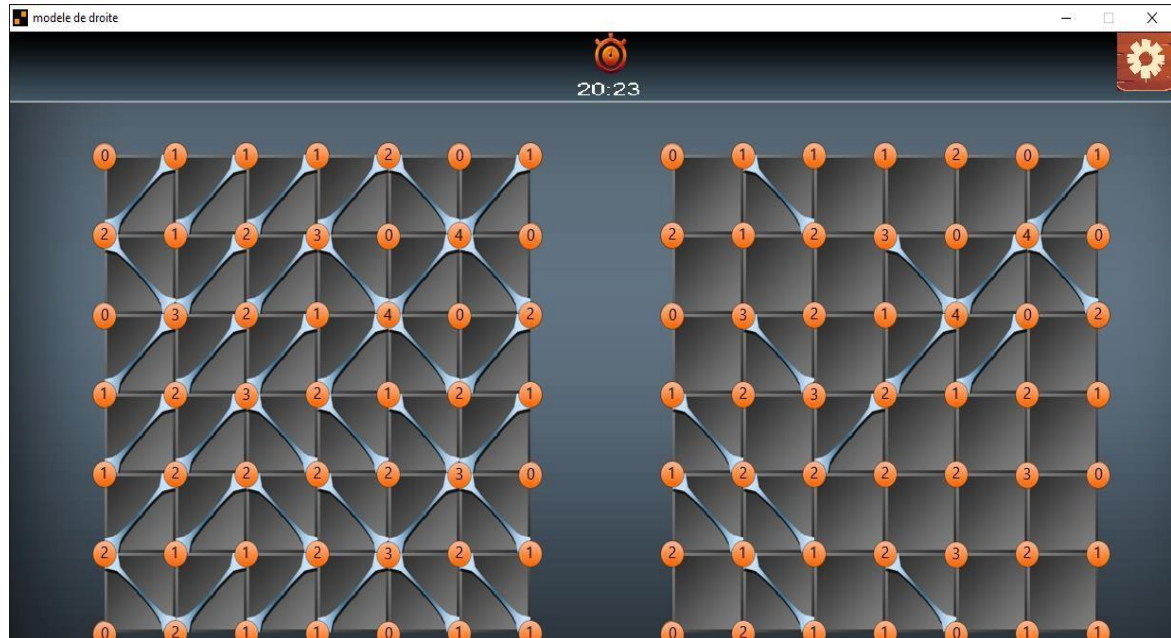 modele de droite
20:23
0 1 1 1 2 0 1 0 1 1 1 2 0 1
2 1 2 3 0 4 0 2 1 2 3 0 4 0
0 3 2 1 4 0 2 0 3 2 1 4 0 2
1 2 3 2 1 2 1 1 2 3 2 1 2 1
1 2 2 2 2 3 0 1 2 2 2 2 3 0
2 1 1 2 3 2 1 2 1 1 2 3 2 1
0 2 1 1 0 1 1 0 2 1 1 0 1 1